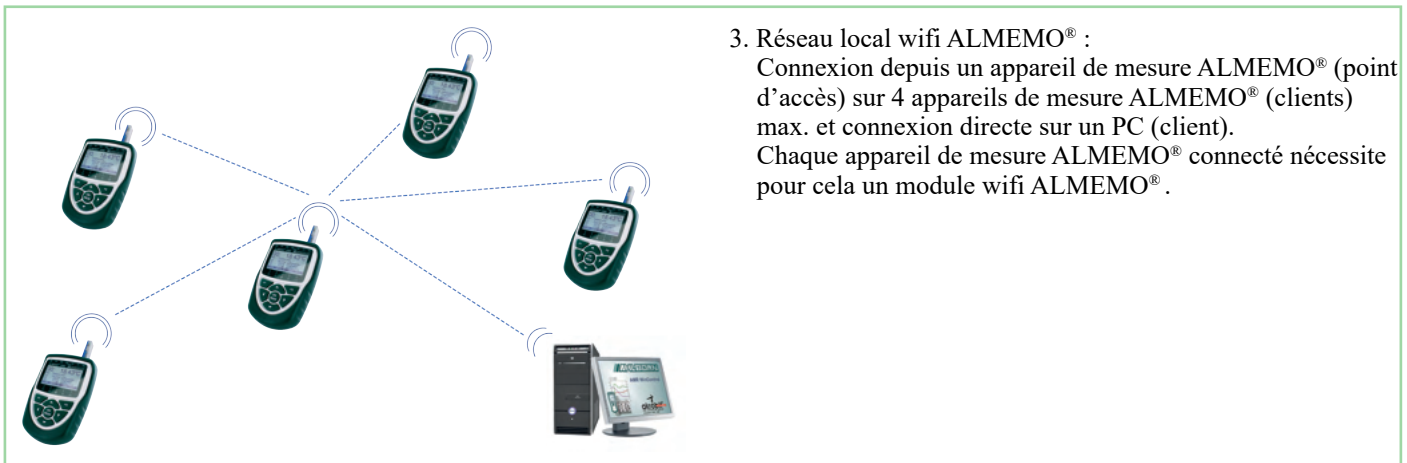 3. Réseau local wifi ALMEMO® :
Connexion depuis un appareil de mesure ALMEMO® (point
d’accès) sur 4 appareils de mesure ALMEMO® (clients)
max. et connexion directe sur un PC (client).
Chaque appareil de mesure ALMEMO® connecté nécessite
pour cela un module wifi ALMEMO® .